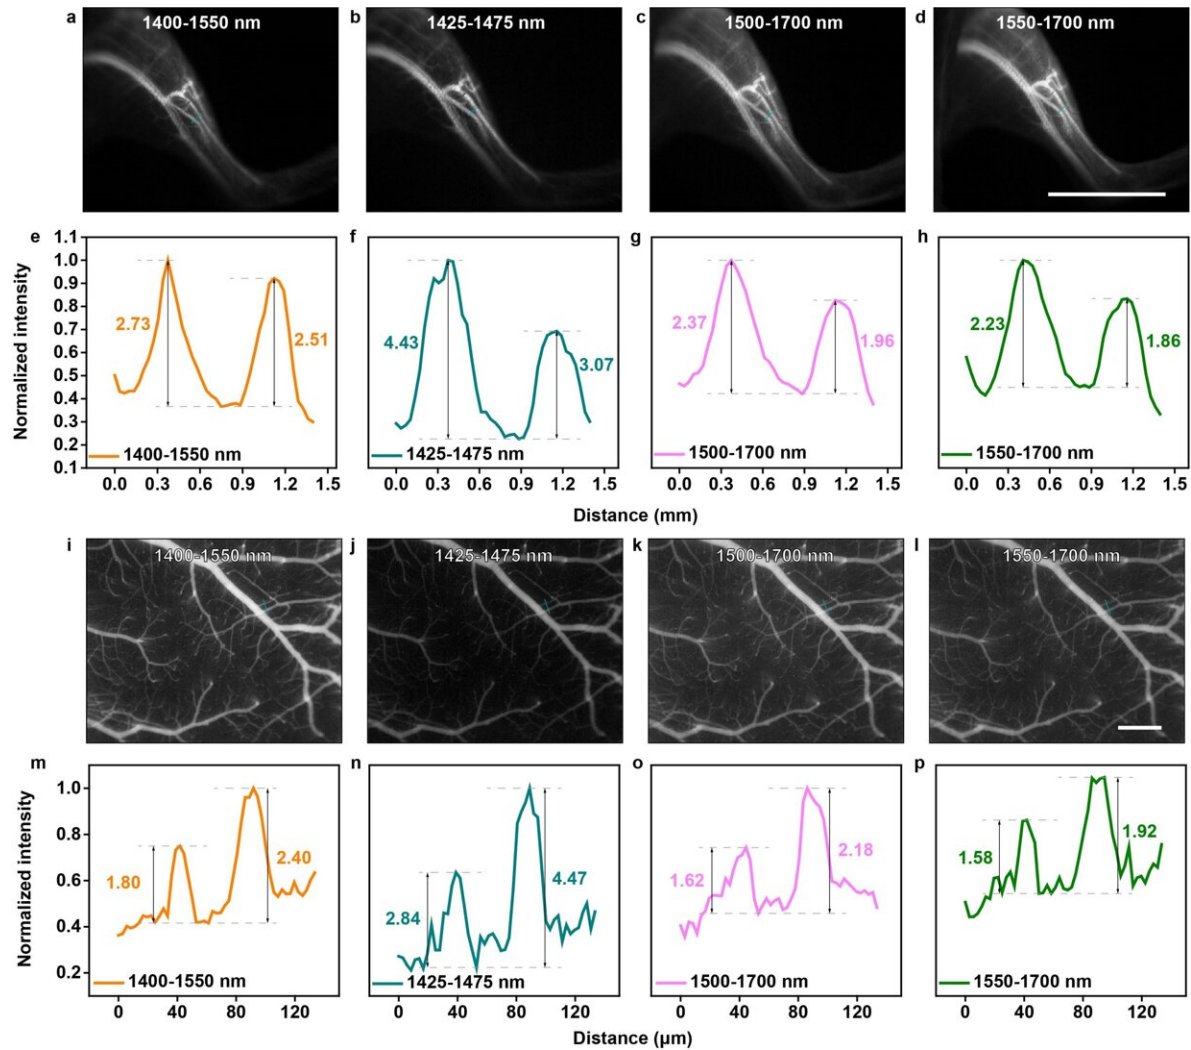 a 1400-1550 nm b 1425-1475 nm c 1500-1700 nm d 1550-1700 nm
e f g h
Normalized intensity
1.1
1.0
0.9
0.8
0.7
0.6
0.5
0.4
0.3
0.2
0.1
2.73 2.51 4.43 3.07 2.37 1.96 2.23 1.86
1400-1550 nm 1425-1475 nm 1500-1700 nm 1550-1700 nm
0.0 0.3 0.6 0.9 1.2 1.5 0.0 0.3 0.6 0.9 1.2 1.5 0.0 0.3 0.6 0.9 1.2 1.5 0.0 0.3 0.6 0.9 1.2 1.5
Distance (mm)
i 1400-1550 nm j 1425-1475 nm k 1500-1700 nm l 1550-1700 nm
m n o p
Normalized intensity
1.0
0.8
0.6
0.4
0.2
1.80 2.40 2.84 4.47 1.62 2.18 1.58 1.92
1400-1550 nm 1425-1475 nm 1500-1700 nm 1550-1700 nm
0 40 80 120 0 40 80 120 0 40 80 120 0 40 80 120
Distance (µm)